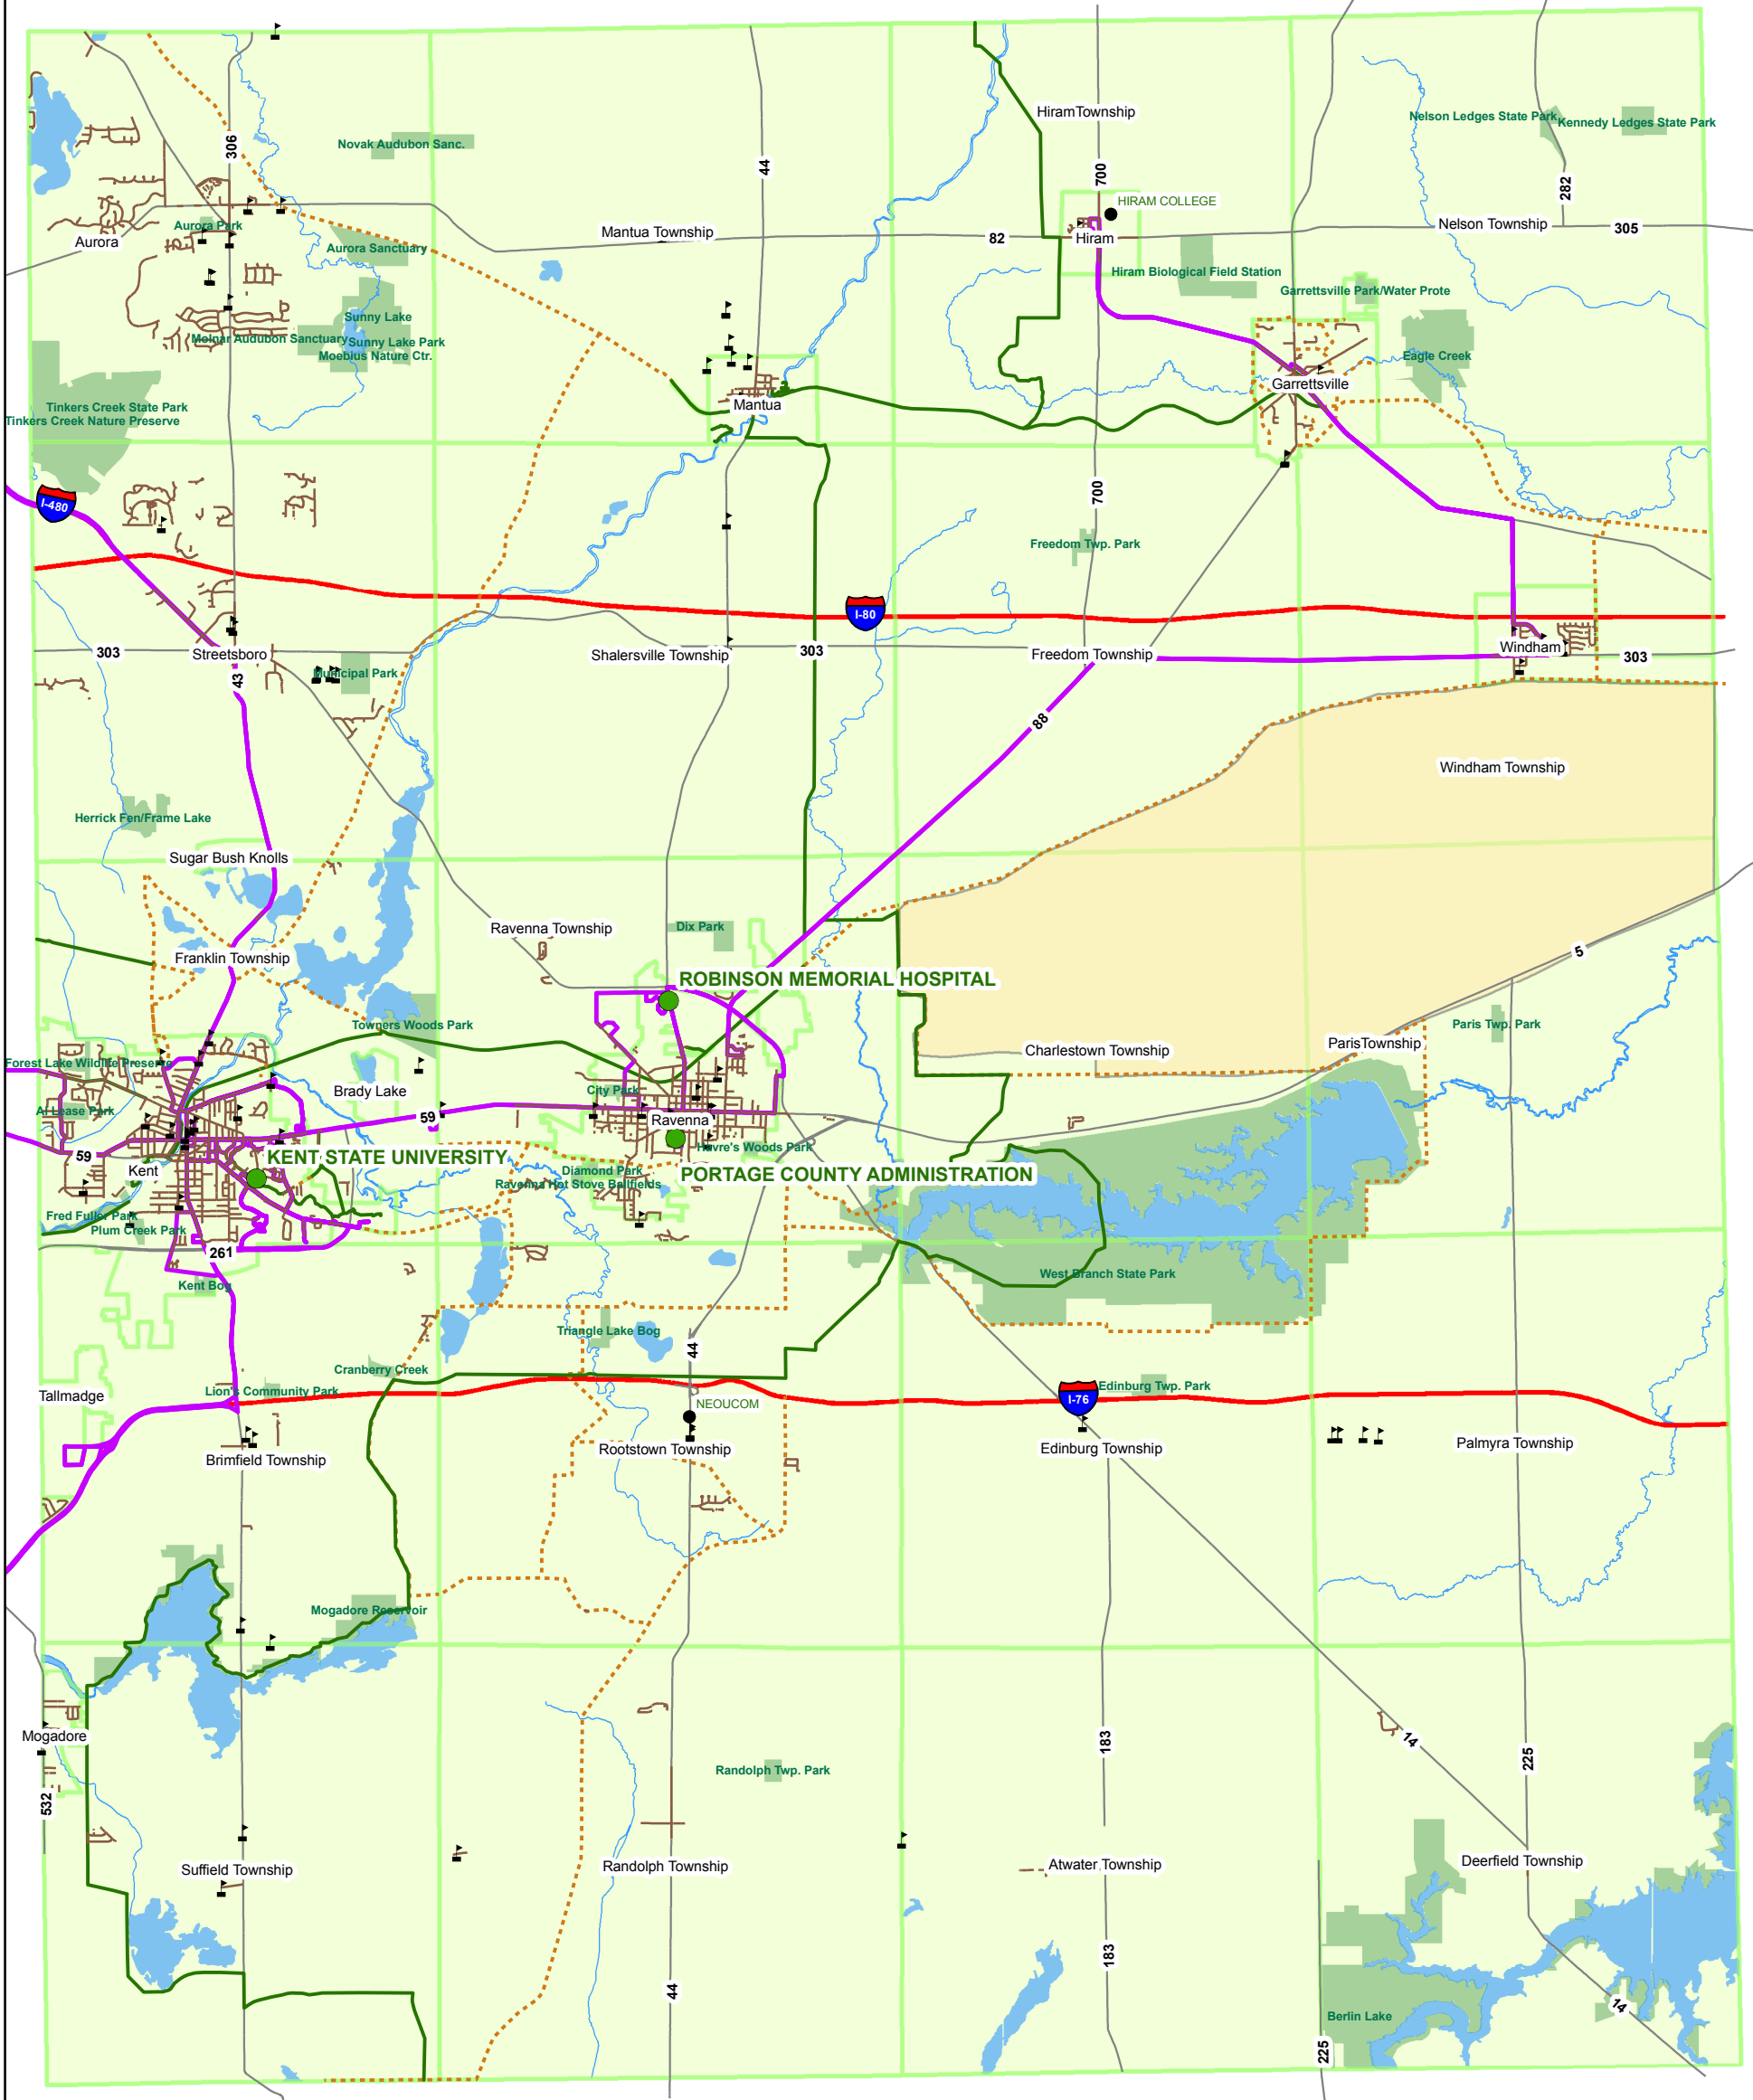 HiramTownship
Nelson Ledges State Park
Kennedy Ledges State Park
306
Novak Audubon Sanc.
44
700
282
HIRAM COLLEGE
Aurora Park
Aurora
Aurora Sanctuary
Mantua Township
82
Hiram
Nelson Township
305
Hiram Biological Field Station
Garrettsville Park/Water Prote
Sunny Lake
Molnar Audubon Sanctuary
Sunny Lake Park
Moebius Nature Ctr.
Eagle Creek
Garrettsville
Tinkers Creek State Park
Tinkers Creek Nature Preserve
Mantua
I-480
700
Freedom Twp. Park
I-80
303
Streetsboro
Shalersville Township
303
Freedom Township
Windham
303
Municipal Park
43
88
Windham Township
Herrick Fen/Frame Lake
Sugar Bush Knolls
Ravenna Township
Dix Park
Franklin Township
5
ROBINSON MEMORIAL HOSPITAL
Towners Woods Park
Paris Twp. Park
Charlestown Township
ParisTownship
Forest Lake Wildlife Preserve
Brady Lake
City Park
Al Lease Park
59
Ravenna
59
Kent
KENT STATE UNIVERSITY
Havre's Woods Park
Diamond Park
PORTAGE COUNTY ADMINISTRATION
Ravenna Hot Stove Ballfields
Fred Fuller Park
Plum Creek Park
261
Kent Bog
West Branch State Park
Triangle Lake Bog
44
Cranberry Creek
Tallmadge
Lion's Community Park
I-76
Edinburg Twp. Park
NEOUCOM
Brimfield Township
Rootstown Township
Edinburg Township
Palmyra Township
Mogadore Reservoir
Mogadore
183
14
225
Randolph Twp. Park
532
Suffield Township
Randolph Township
Atwater Township
Deerfield Township
183
44
14
Berlin Lake
225